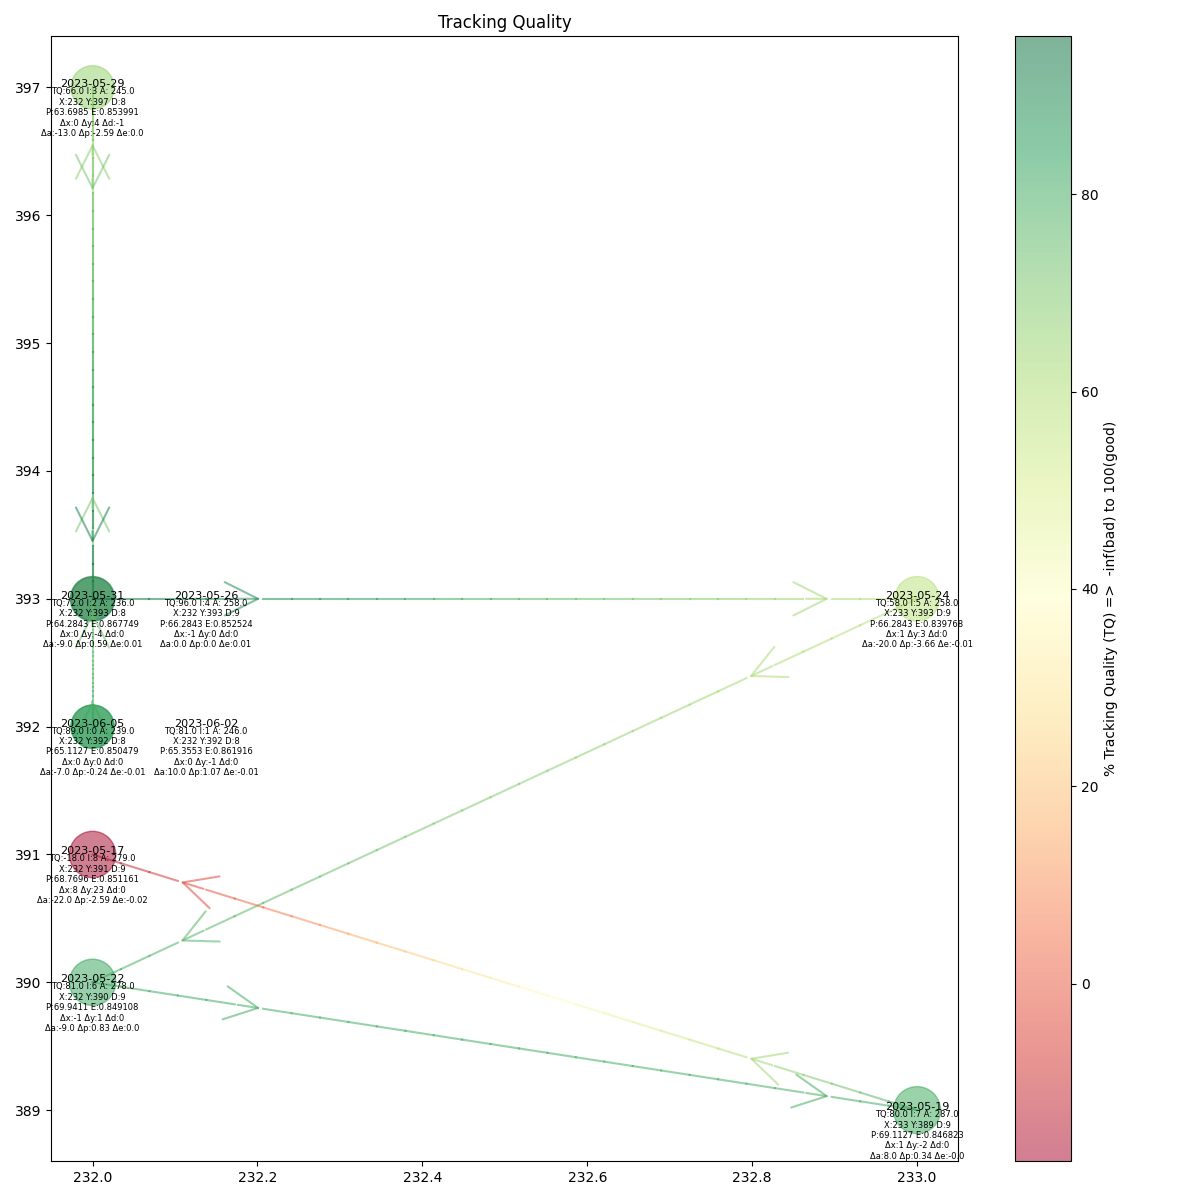 Tracking Quality
397
396
395
394
393
392
391
390
389
2023-05-29
TQ:66.0 I:3 A: 245.0
X:232 Y:397 D:8
P:63.6985 E:0.853991
Δx:0 Δy:4 Δd:-1
Δa:-13.0 Δp:-2.59 Δe:0.0
2023-05-31
TQ:72.0 I:2 A: 236.0
X:232 Y:393 D:8
P:64.2843 E:0.867749
Δx:0 Δy:-4 Δd:0
Δa:-9.0 Δp:0.59 Δe:0.01
2023-05-26
TQ:96.0 I:4 A: 258.0
X:232 Y:393 D:9
P:66.2843 E:0.852524
Δx:-1 Δy:0 Δd:0
Δa:0.0 Δp:0.0 Δe:0.01
2023-05-24
TQ:58.0 I:5 A: 258.0
X:233 Y:393 D:9
P:66.2843 E:0.839768
Δx:1 Δy:3 Δd:0
Δa:-20.0 Δp:-3.66 Δe:-0.01
2023-06-05
TQ:89.0 I:0 A: 239.0
X:232 Y:392 D:8
P:65.1127 E:0.850479
Δx:0 Δy:0 Δd:0
Δa:-7.0 Δp:-0.24 Δe:-0.01
2023-06-02
TQ:81.0 I:1 A: 246.0
X:232 Y:392 D:8
P:65.3553 E:0.861916
Δx:0 Δy:-1 Δd:0
Δa:10.0 Δp:1.07 Δe:-0.01
2023-05-17
TQ:-18.0 I:8 A: 279.0
X:232 Y:391 D:9
P:68.7696 E:0.851161
Δx:8 Δy:23 Δd:0
Δa:-22.0 Δp:-2.59 Δe:-0.02
2023-05-22
TQ:81.0 I:6 A: 278.0
X:232 Y:390 D:9
P:69.9411 E:0.849108
Δx:-1 Δy:1 Δd:0
Δa:-9.0 Δp:0.83 Δe:0.0
2023-05-19
TQ:80.0 I:7 A: 287.0
X:233 Y:389 D:9
P:69.1127 E:0.846823
Δx:1 Δy:-2 Δd:0
Δa:8.0 Δp:0.34 Δe:-0.0
232.0
232.2
232.4
232.6
232.8
233.0
80
60
40
20
0
% Tracking Quality (TQ) => -inf(bad) to 100(good)